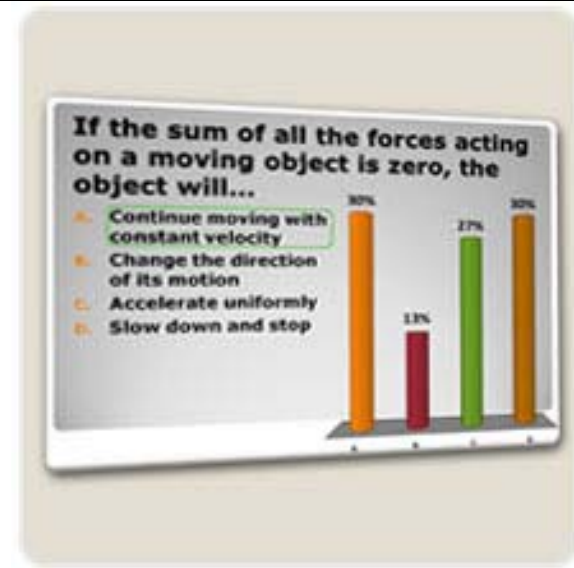 If the sum of all the forces acting
on a moving object is zero, the
object will...
A. Continue moving with
constant velocity
B. Change the direction
of its motion
C. Accelerate uniformly
D. Slow down and stop
30%
13%
27%
30%
A
B